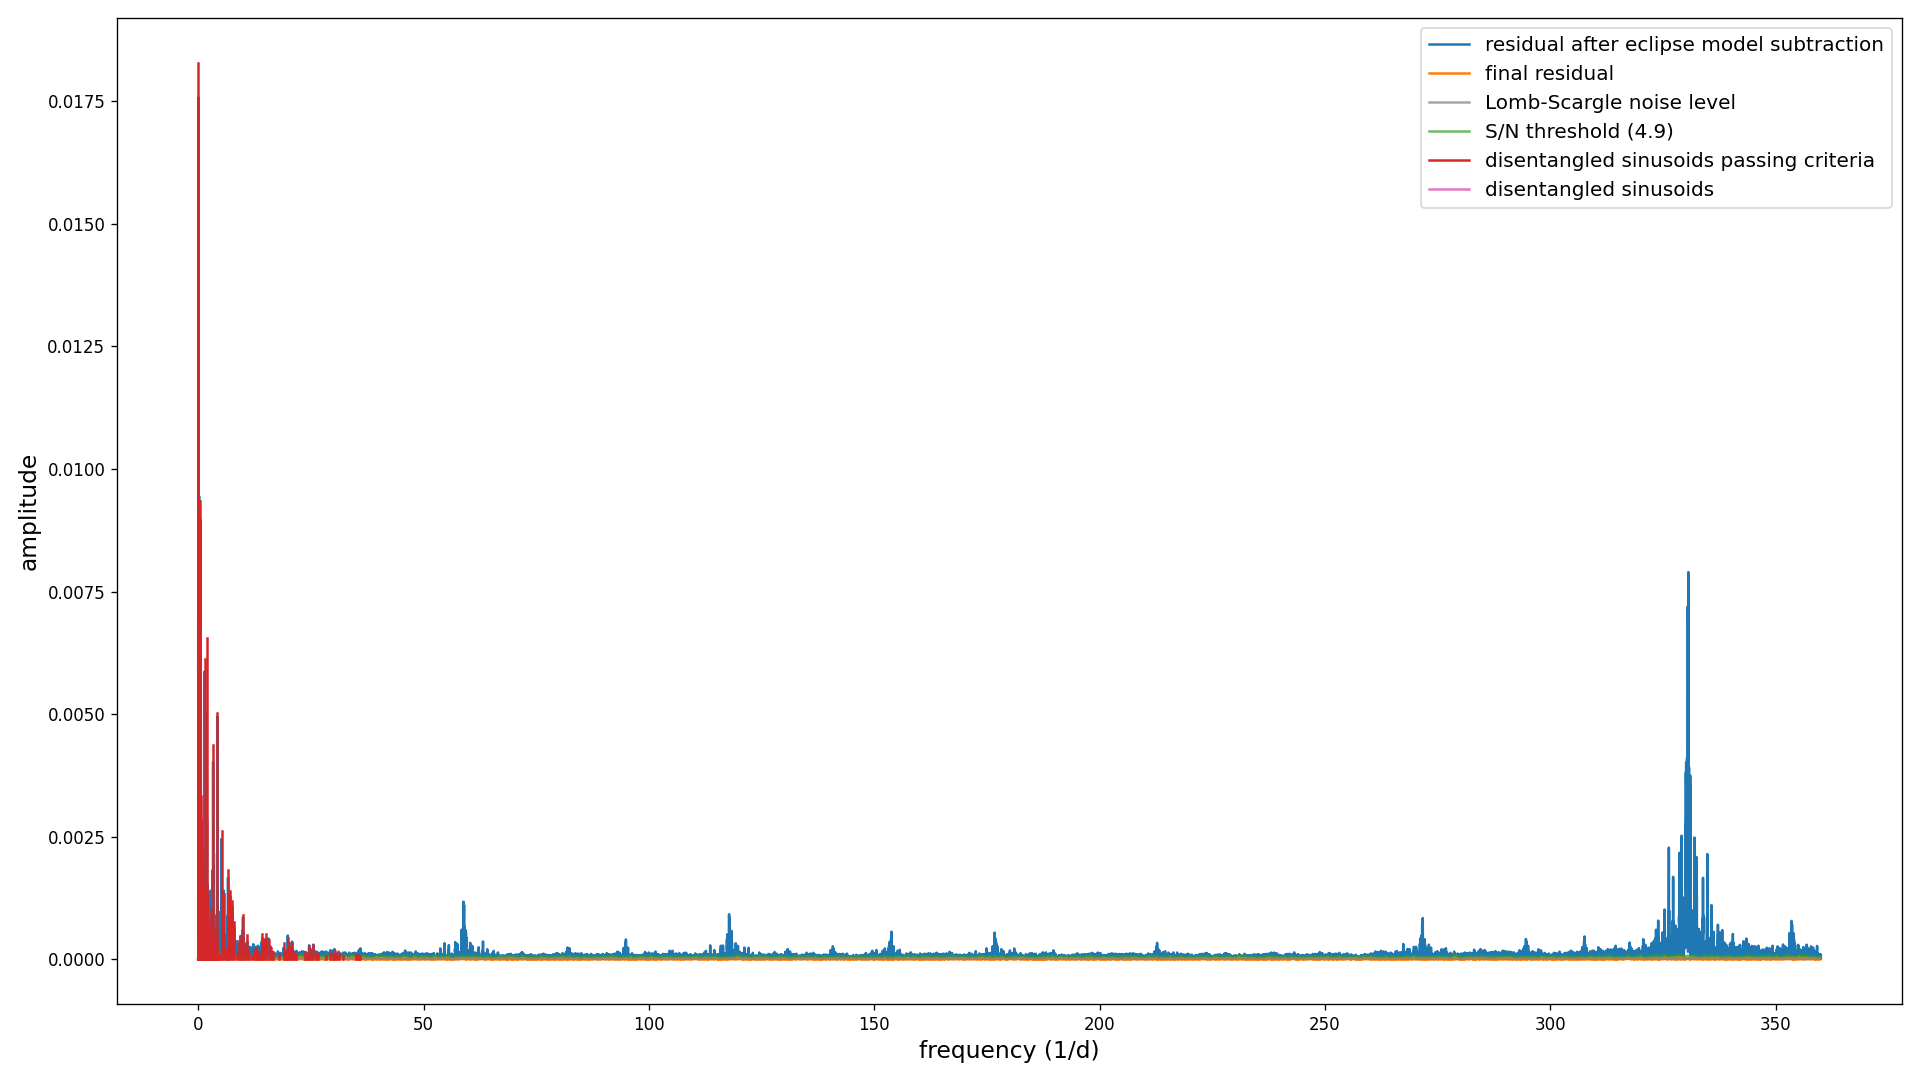 residual after eclipse model subtraction
final residual
Lomb-Scargle noise level
S/N threshold (4.9)
disentangled sinusoids passing criteria
disentangled sinusoids
0.0175
0.0150
0.0125
0.0100
0.0075
0.0050
0.0025
0.0000
amplitude
0 50 100 150 200 250 300 350
frequency (1/d)